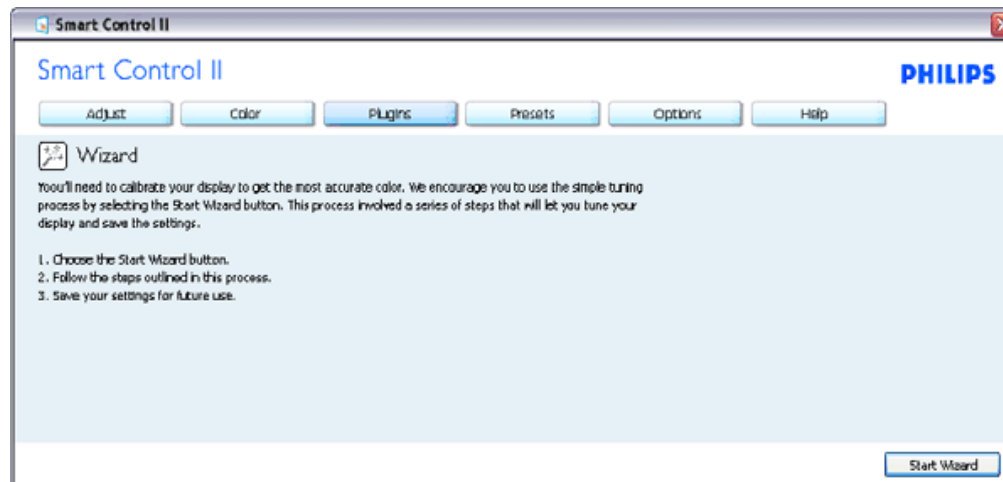 Smart Control II
Smart Control II
PHILIPS
Adjust Color Plugins Presets Options Help
Wizard
Yoou'll need to calibrate your display to get the most accurate color. We encourage you to use the simple tuning
process by selecting the Start Wizard button. This process involved a series of steps that will let you tune your
display and save the settings.
1. Choose the Start Wizard button.
2. Follow the steps outlined in this process.
3. Save your settings for future use.
Start Wizard